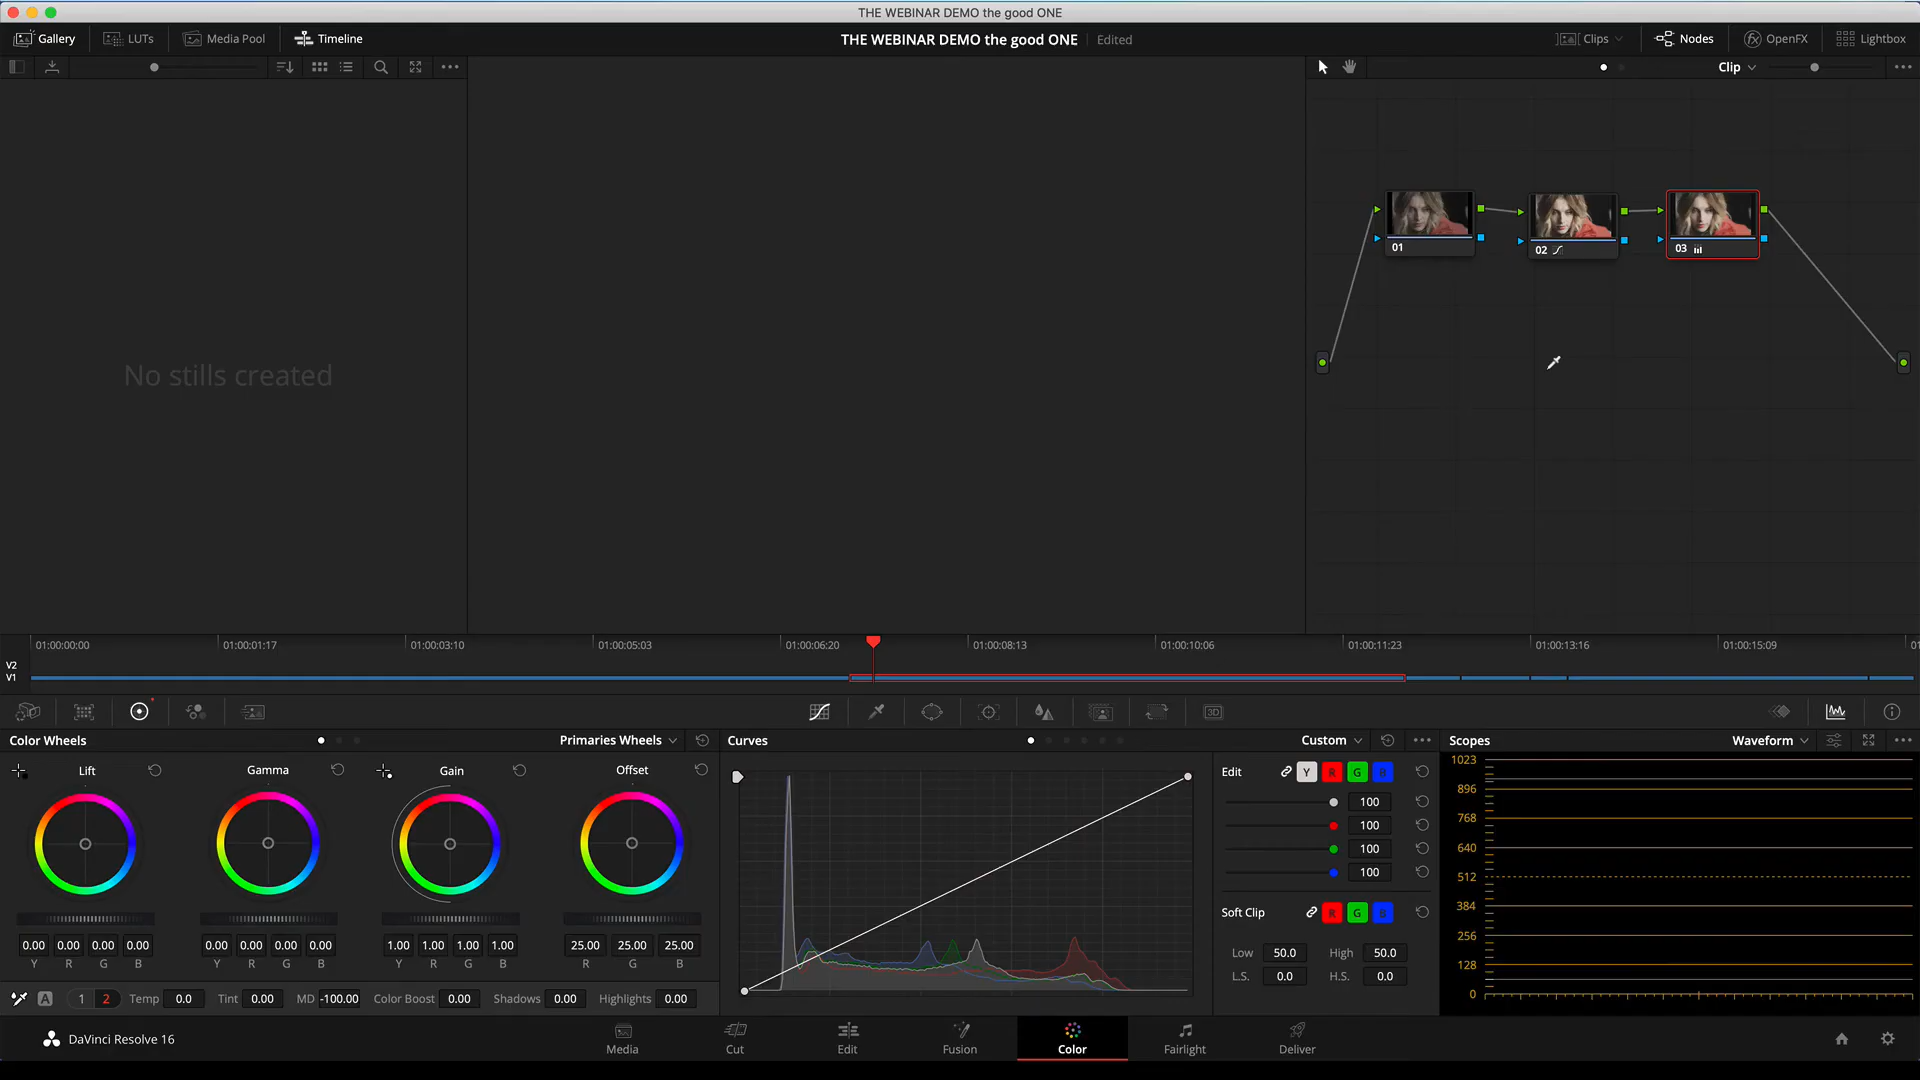 THE WEBINAR DEMO the good ONE
Gallery LUTs Media Pool Timeline
THE WEBINAR DEMO the good ONE Edited
Clips Nodes fx OpenFX Lightbox
Clip
01
02
03
No stills created
01:00:00:00 01:00:01:17 01:00:03:10 01:00:05:03 01:00:06:20 01:00:08:13 01:00:10:06 01:00:11:23 01:00:13:16 01:00:15:09 01
V2
V1
3D
Color Wheels Primaries Wheels
Lift Gamma Gain Offset
0.00 0.00 0.00 0.00 0.00 0.00 0.00 0.00 1.00 1.00 1.00 1.00 25.00 25.00 25.00
Y R G B Y R G B Y R G B R G B
A 1 2 Temp 0.0 Tint 0.00 MD -100.00 Color Boost 0.00 Shadows 0.00 Highlights 0.00
Curves Custom
Edit Y R G B
100
100
100
100
Soft Clip R G B
Low 50.0 High 50.0
L.S. 0.0 H.S. 0.0
Scopes Waveform
1023
896
768
640
512
384
256
128
0
DaVinci Resolve 16
Media Cut Edit Fusion Color Fairlight Deliver